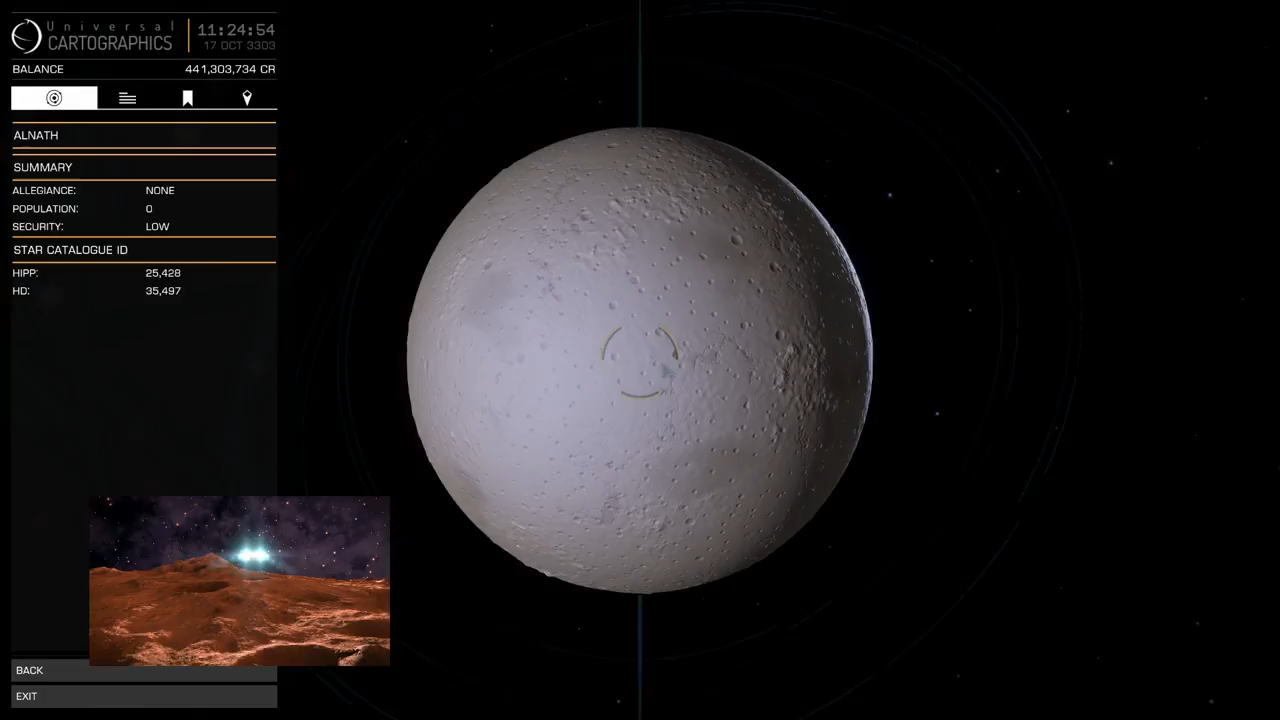 Universal
CARTOGRAPHICS
11:24:54
17 OCT 3303
BALANCE 441,303,734 CR
ALNATH
SUMMARY
ALLEGIANCE: NONE
POPULATION: 0
SECURITY: LOW
STAR CATALOGUE ID
HIPP: 25,428
HD: 35,497
BACK
EXIT